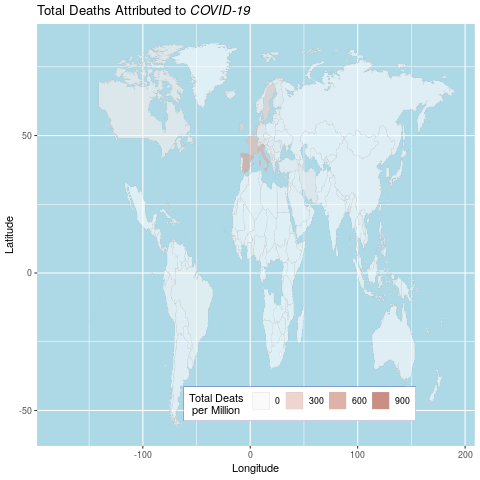 Total Deaths Attributed to COVID-19
Latitude
50
0
-50
-100
0
100
200
Longitude
Total Deats
per Million
0
300
600
900